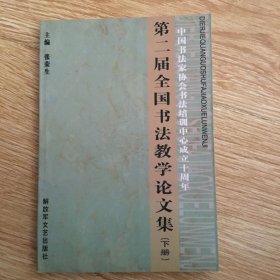 DIERJIEQUANGUOSHUFAJIAOXUELUNWENJI
中国书法家协会书法培训中心成立十周年
第二届全国书法教学论文集
(下册)
主编 张荣生
解放军文艺出版社